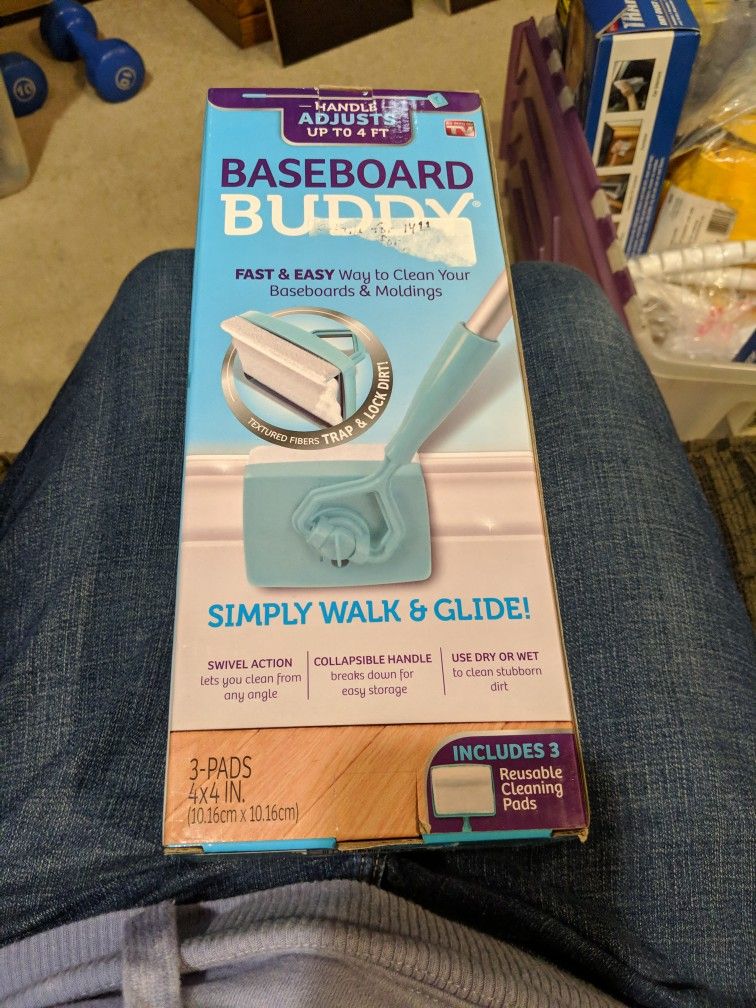 HANDLE
ADJUSTS
UP TO 4 FT
TV
BASEBOARD
BUDDY®
FAST & EASY Way to Clean Your
Baseboards & Moldings
TEXTURED FIBERS TRAP & LOCK DIRT!
SIMPLY WALK & GLIDE!
SWIVEL ACTION
lets you clean from
any angle
COLLAPSIBLE HANDLE
breaks down for
easy storage
USE DRY OR WET
to clean stubborn
dirt
3-PADS
4x4 IN.
(10.16cm x 10.16cm)
INCLUDES 3
Reusable
Cleaning
Pads
10